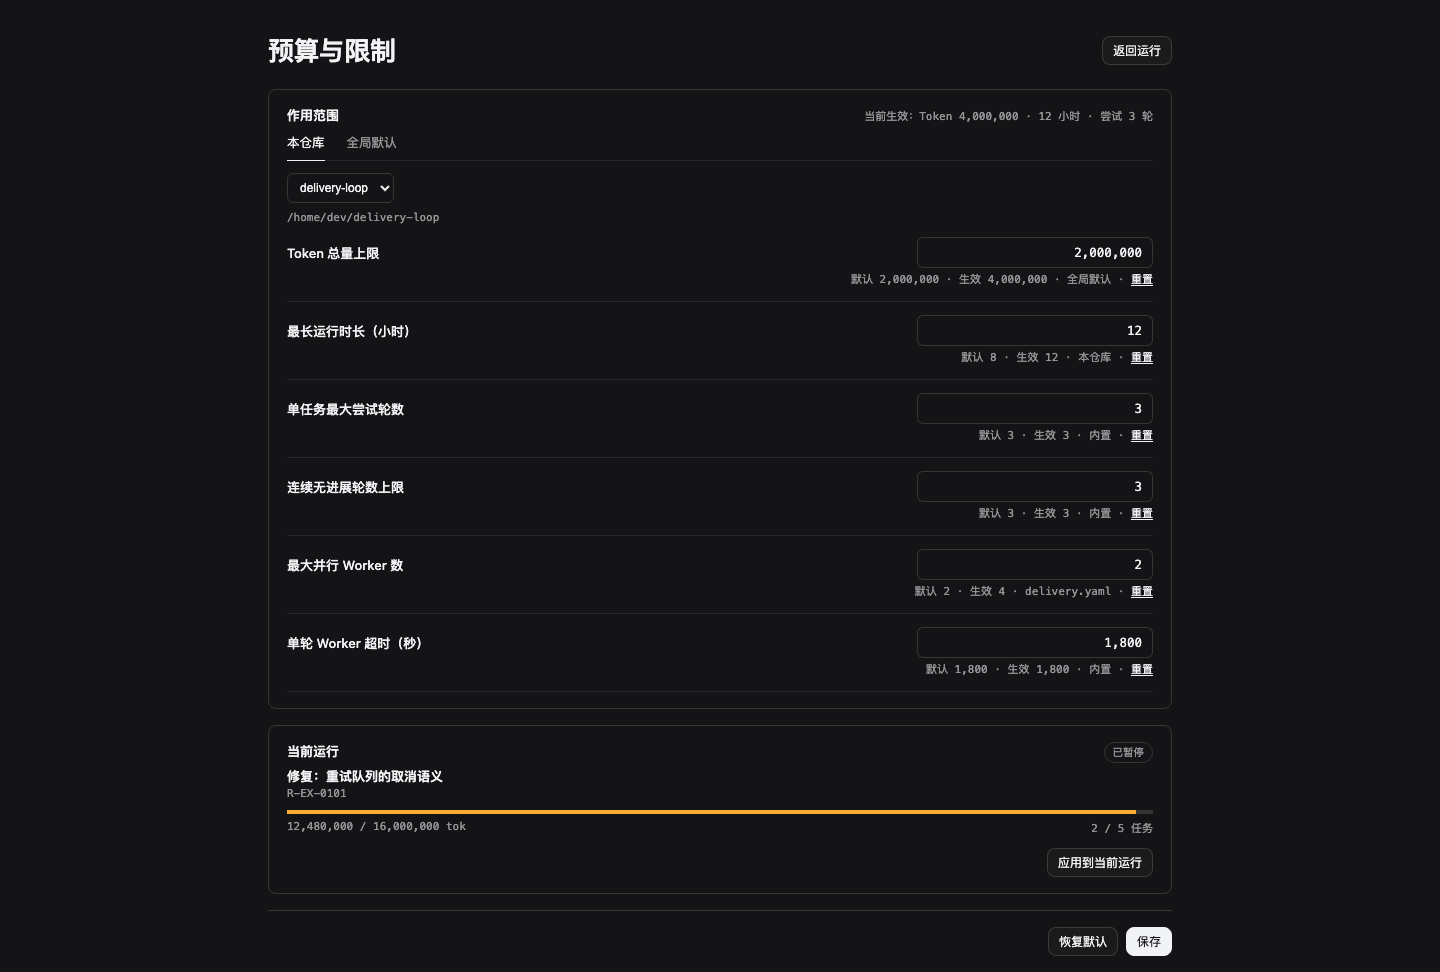 预算与限制
返回运行
作用范围
当前生效: Token 4,000,000 · 12 小时 · 尝试 3 轮
本仓库 全局默认
delivery-loop
/home/dev/delivery-loop
Token 总量上限
2,000,000
默认 2,000,000 · 生效 4,000,000 · 全局默认 · 重置
最长运行时长（小时）
12
默认 8 · 生效 12 · 本仓库 · 重置
单任务最大尝试轮数
3
默认 3 · 生效 3 · 内置 · 重置
连续无进展轮数上限
3
默认 3 · 生效 3 · 内置 · 重置
最大并行 Worker 数
2
默认 2 · 生效 4 · delivery.yaml · 重置
单轮 Worker 超时（秒）
1,800
默认 1,800 · 生效 1,800 · 内置 · 重置
当前运行
已暂停
修复：重试队列的取消语义
R-EX-0101
12,480,000 / 16,000,000 tok
2 / 5 任务
应用到当前运行
恢复默认
保存